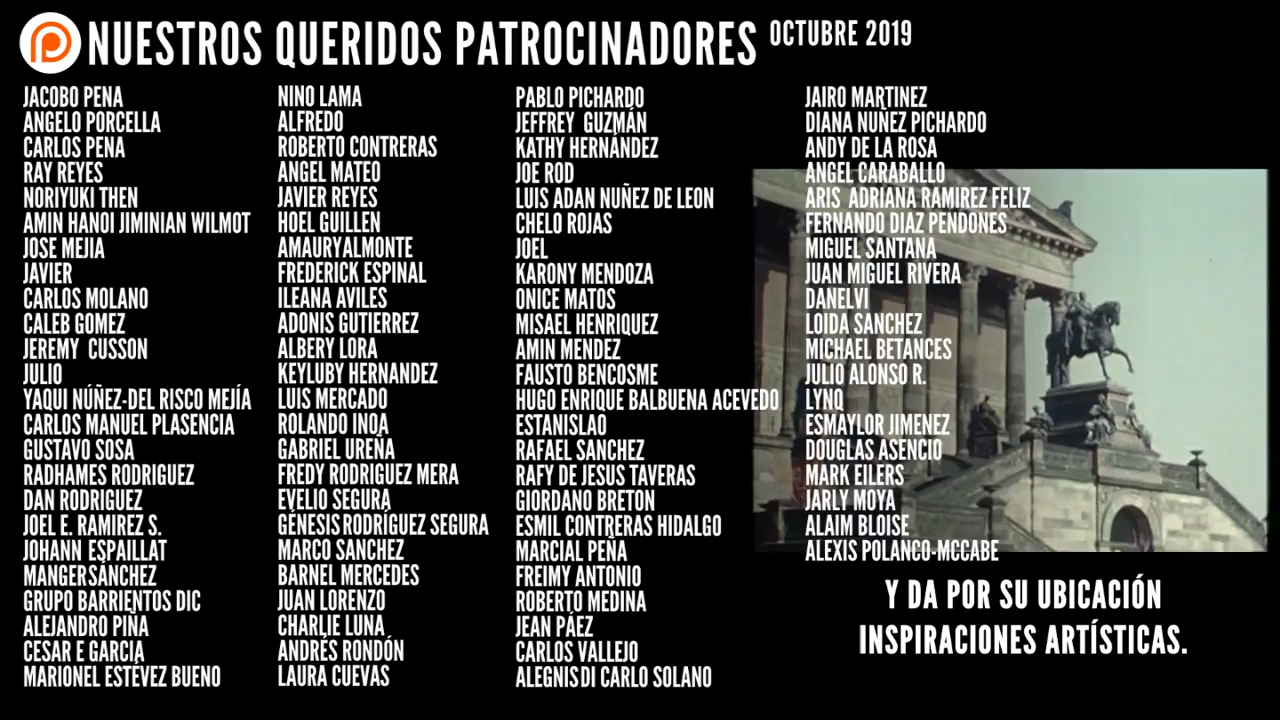 NUESTROS QUERIDOS PATROCINADORES OCTUBRE 2019
JACOBO PENA
ANGELO PORCELLA
CARLOS PENA
RAY REYES
NORIYUKI THEN
AMIN HANOI JIMINIAN WILMOT
JOSE MEJIA
JAVIER
CARLOS MOLANO
CALEB GOMEZ
JEREMY CUSSON
JULIO
YAQUI NÚÑEZ-DEL RISCO MEJÍA
CARLOS MANUEL PLASENCIA
GUSTAVO SOSA
RADHAMES RODRIGUEZ
DAN RODRIGUEZ
JOEL E. RAMIREZ S.
JOHANN ESPAILLAT
MANGER SÁNCHEZ
GRUPO BARRIENTOS DIC
ALEJANDRO PIÑA
CESAR E GARCIA
MARIONEL ESTÉVEZ BUENO
NINO LAMA
ALFREDO
ROBERTO CONTRERAS
ANGEL MATEO
JAVIER REYES
HOEL GUILLEN
AMAURYALMONTE
FREDERICK ESPINAL
ILEANA AVILES
ADONIS GUTIERREZ
ALBERY LORA
KEYLUBY HERNANDEZ
LUIS MERCADO
ROLANDO INOA
GABRIEL UREÑA
FREDY RODRIGUEZ MERA
EVELIO SEGURA
GÉNESIS RODRÍGUEZ SEGURA
MARCO SANCHEZ
BARNEL MERCEDES
JUAN LORENZO
CHARLIE LUNA
ANDRÉS RONDÓN
LAURA CUEVAS
PABLO PICHARDO
JEFFREY GUZMÁN
KATHY HERNÁNDEZ
JOE ROD
LUIS ADAN NUÑEZ DE LEON
CHELO ROJAS
JOEL
KARONY MENDOZA
ONICE MATOS
MISAEL HENRIQUEZ
AMIN MENDEZ
FAUSTO BENCOSME
HUGO ENRIQUE BALBUENA ACEVEDO
ESTANISLAO
RAFAEL SANCHEZ
RAFY DE JESUS TAVERAS
GIORDANO BRETON
ESMIL CONTRERAS HIDALGO
MARCIAL PEÑA
FREIMY ANTONIO
ROBERTO MEDINA
JEAN PÁEZ
CARLOS VALLEJO
ALEGNIS DI CARLO SOLANO
JAIRO MARTINEZ
DIANA NUÑEZ PICHARDO
ANDY DE LA ROSA
ANGEL CARABALLO
ARIS ADRIANA RAMIREZ FELIZ
FERNANDO DIAZ PENDONES
MIGUEL SANTANA
JUAN MIGUEL RIVERA
DANELVI
LOIDA SANCHEZ
MICHAEL BETANCES
JULIO ALONSO R.
LYNQ
ESMAYLOR JIMENEZ
DOUGLAS ASENCIO
MARK EILERS
JARLY MOYA
ALAIM BLOISE
ALEXIS POLANCO-MCCABE
Y DA POR SU UBICACIÓN
INSPIRACIONES ARTÍSTICAS.